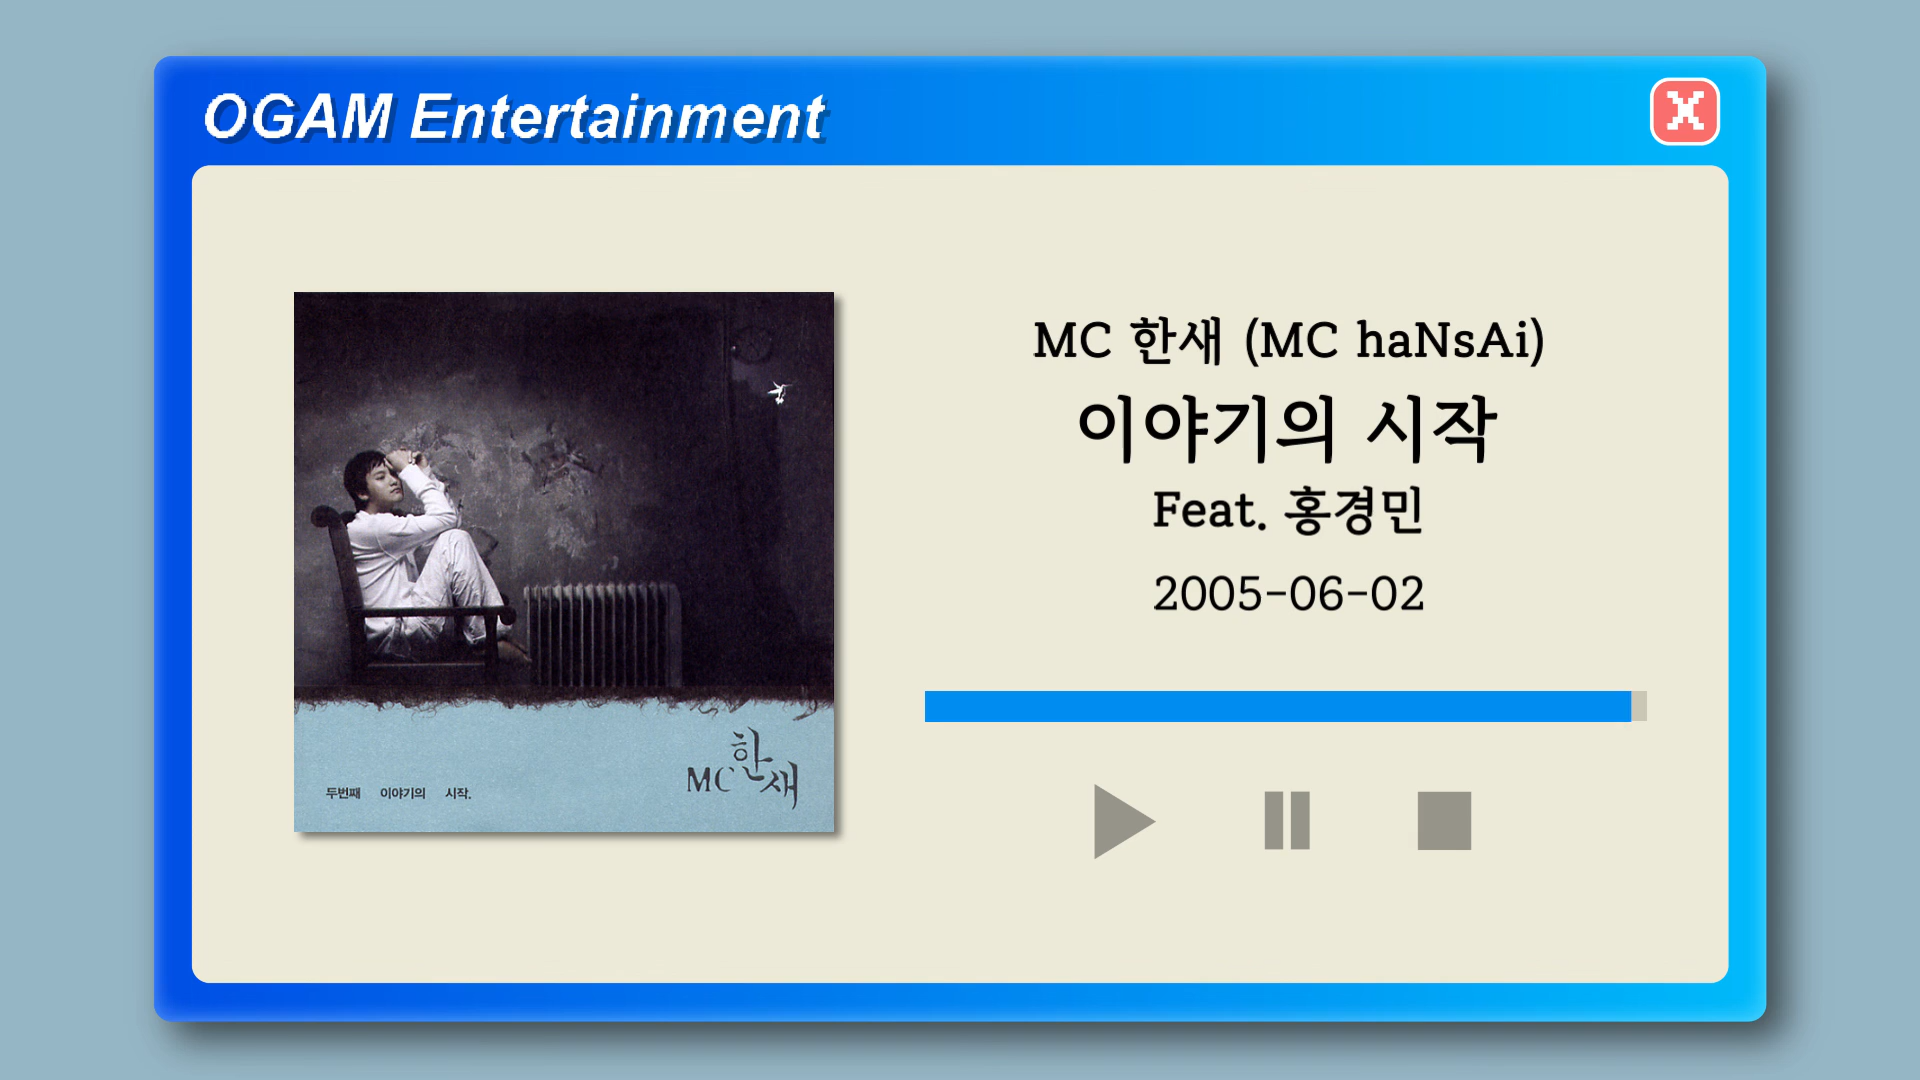 OGAM Entertainment
MC 한새 (MC haNsAi)
이야기의 시작
Feat. 홍경민
2005-06-02
MC 한새
두번째 이야기의 시작.